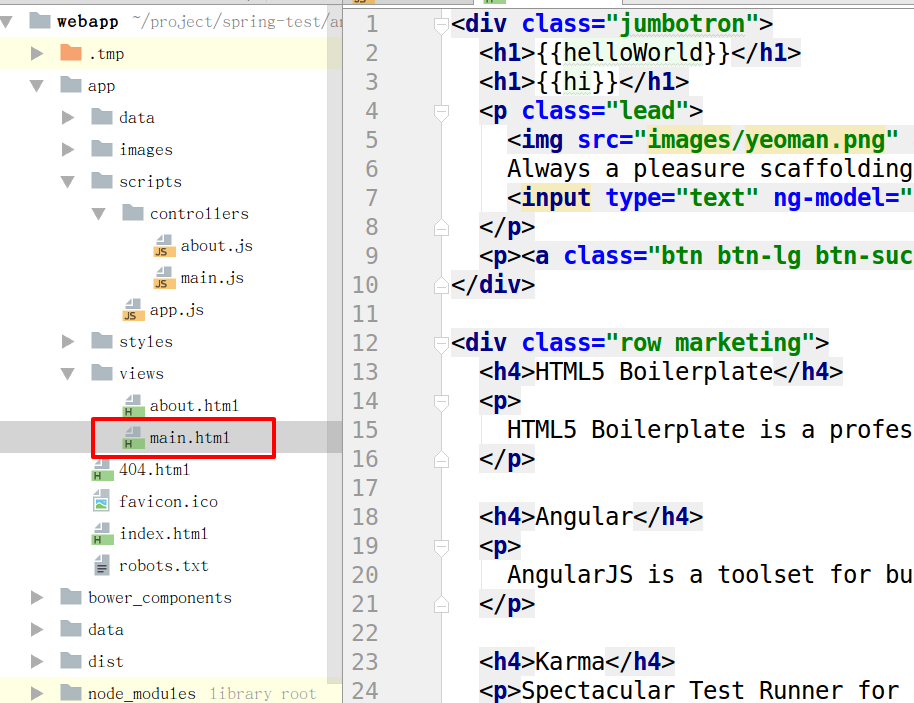 webapp ~/project/spring-test/an
.tmp
app
data
images
scripts
controllers
about.js
main.js
app.js
styles
views
about.html
main.html
404.html
favicon.ico
index.html
robots.txt
bower_components
data
dist
node_modules library root
1 <div class="jumbotron">
2 <h1>{{helloWorld}}</h1>
3 <h1>{{hi}}</h1>
4 <p class="lead">
5 <img src="images/yeoman.png"
6 Always a pleasure scaffolding
7 <input type="text" ng-model="
8 </p>
9 <p><a class="btn btn-lg btn-suc
10 </div>
11
12 <div class="row marketing">
13 <h4>HTML5 Boilerplate</h4>
14 <p>
15 HTML5 Boilerplate is a profes
16 </p>
17
18 <h4>Angular</h4>
19 <p>
20 AngularJS is a toolset for bu
21 </p>
22
23 <h4>Karma</h4>
24 <p>Spectacular Test Runner for